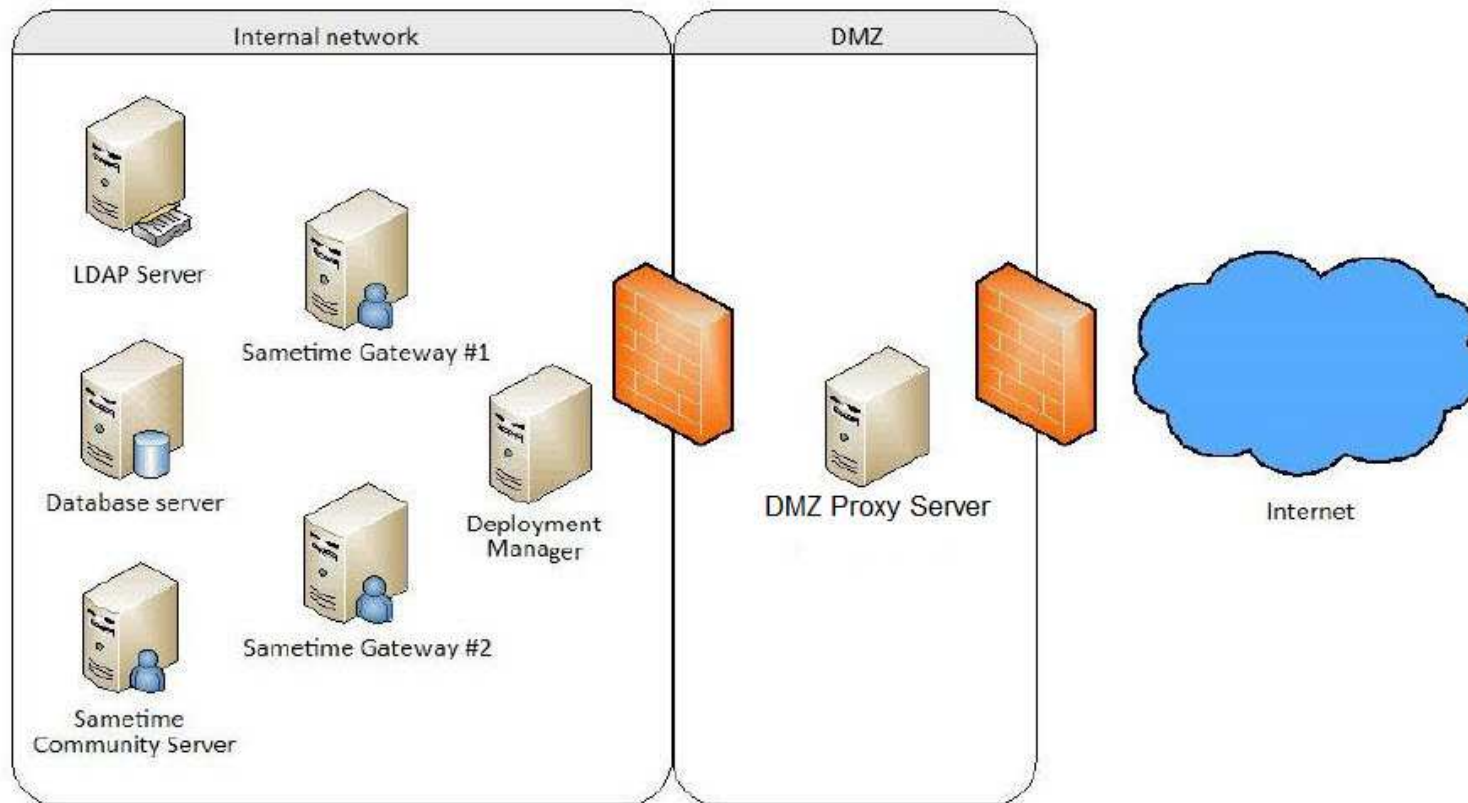 Internal network
DMZ
LDAP Server
Sametime Gateway #1
Database server
Deployment
Manager
DMZ Proxy Server
Internet
Sametime Gateway #2
Sametime
Community Server